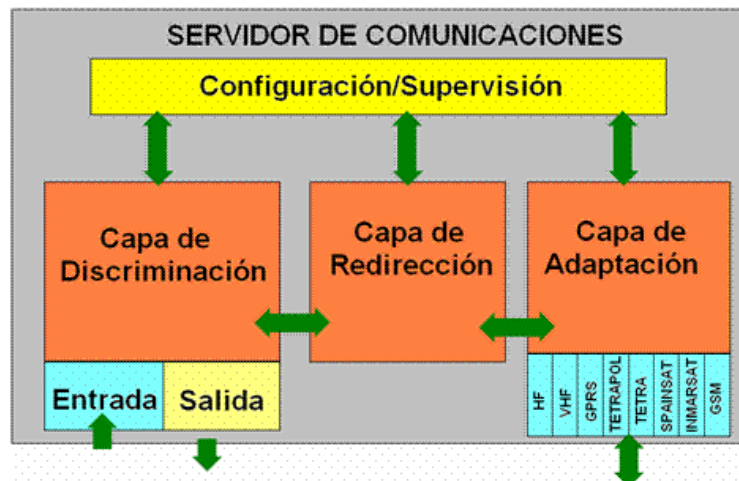 SERVIDOR DE COMUNICACIONES
Configuración/Supervisión
Capa de
Discriminación
Capa de
Redirección
Capa de
Adaptación
Entrada
Salida
HF
VHF
GPRS
TETRAPOL
TETRA
SPAINSAT
INMARSAT
GSM